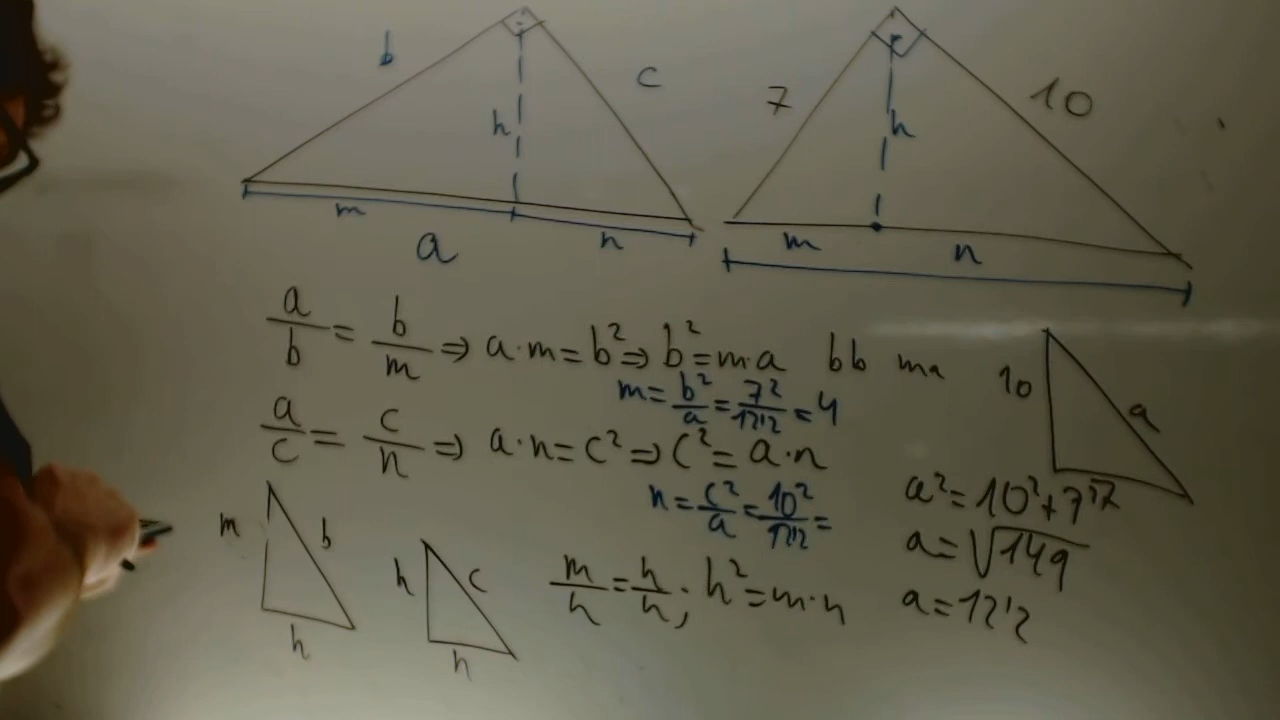 b
c
h
m
n
a
7
10
h
m
n
a/b = b/m ⇒ a·m = b² ⇒ b² = m·a bb ma
m = b²/a = 7²/12'2 = 4
a/c = c/n ⇒ a·n = c² ⇒ c² = a·n
n = c²/a = 10²/12'2 =
m
b
h
h
c
n
m/h = h/n ; h² = m·n
10
a
7
a² = 10² + 7²
a = √149
a = 12'2